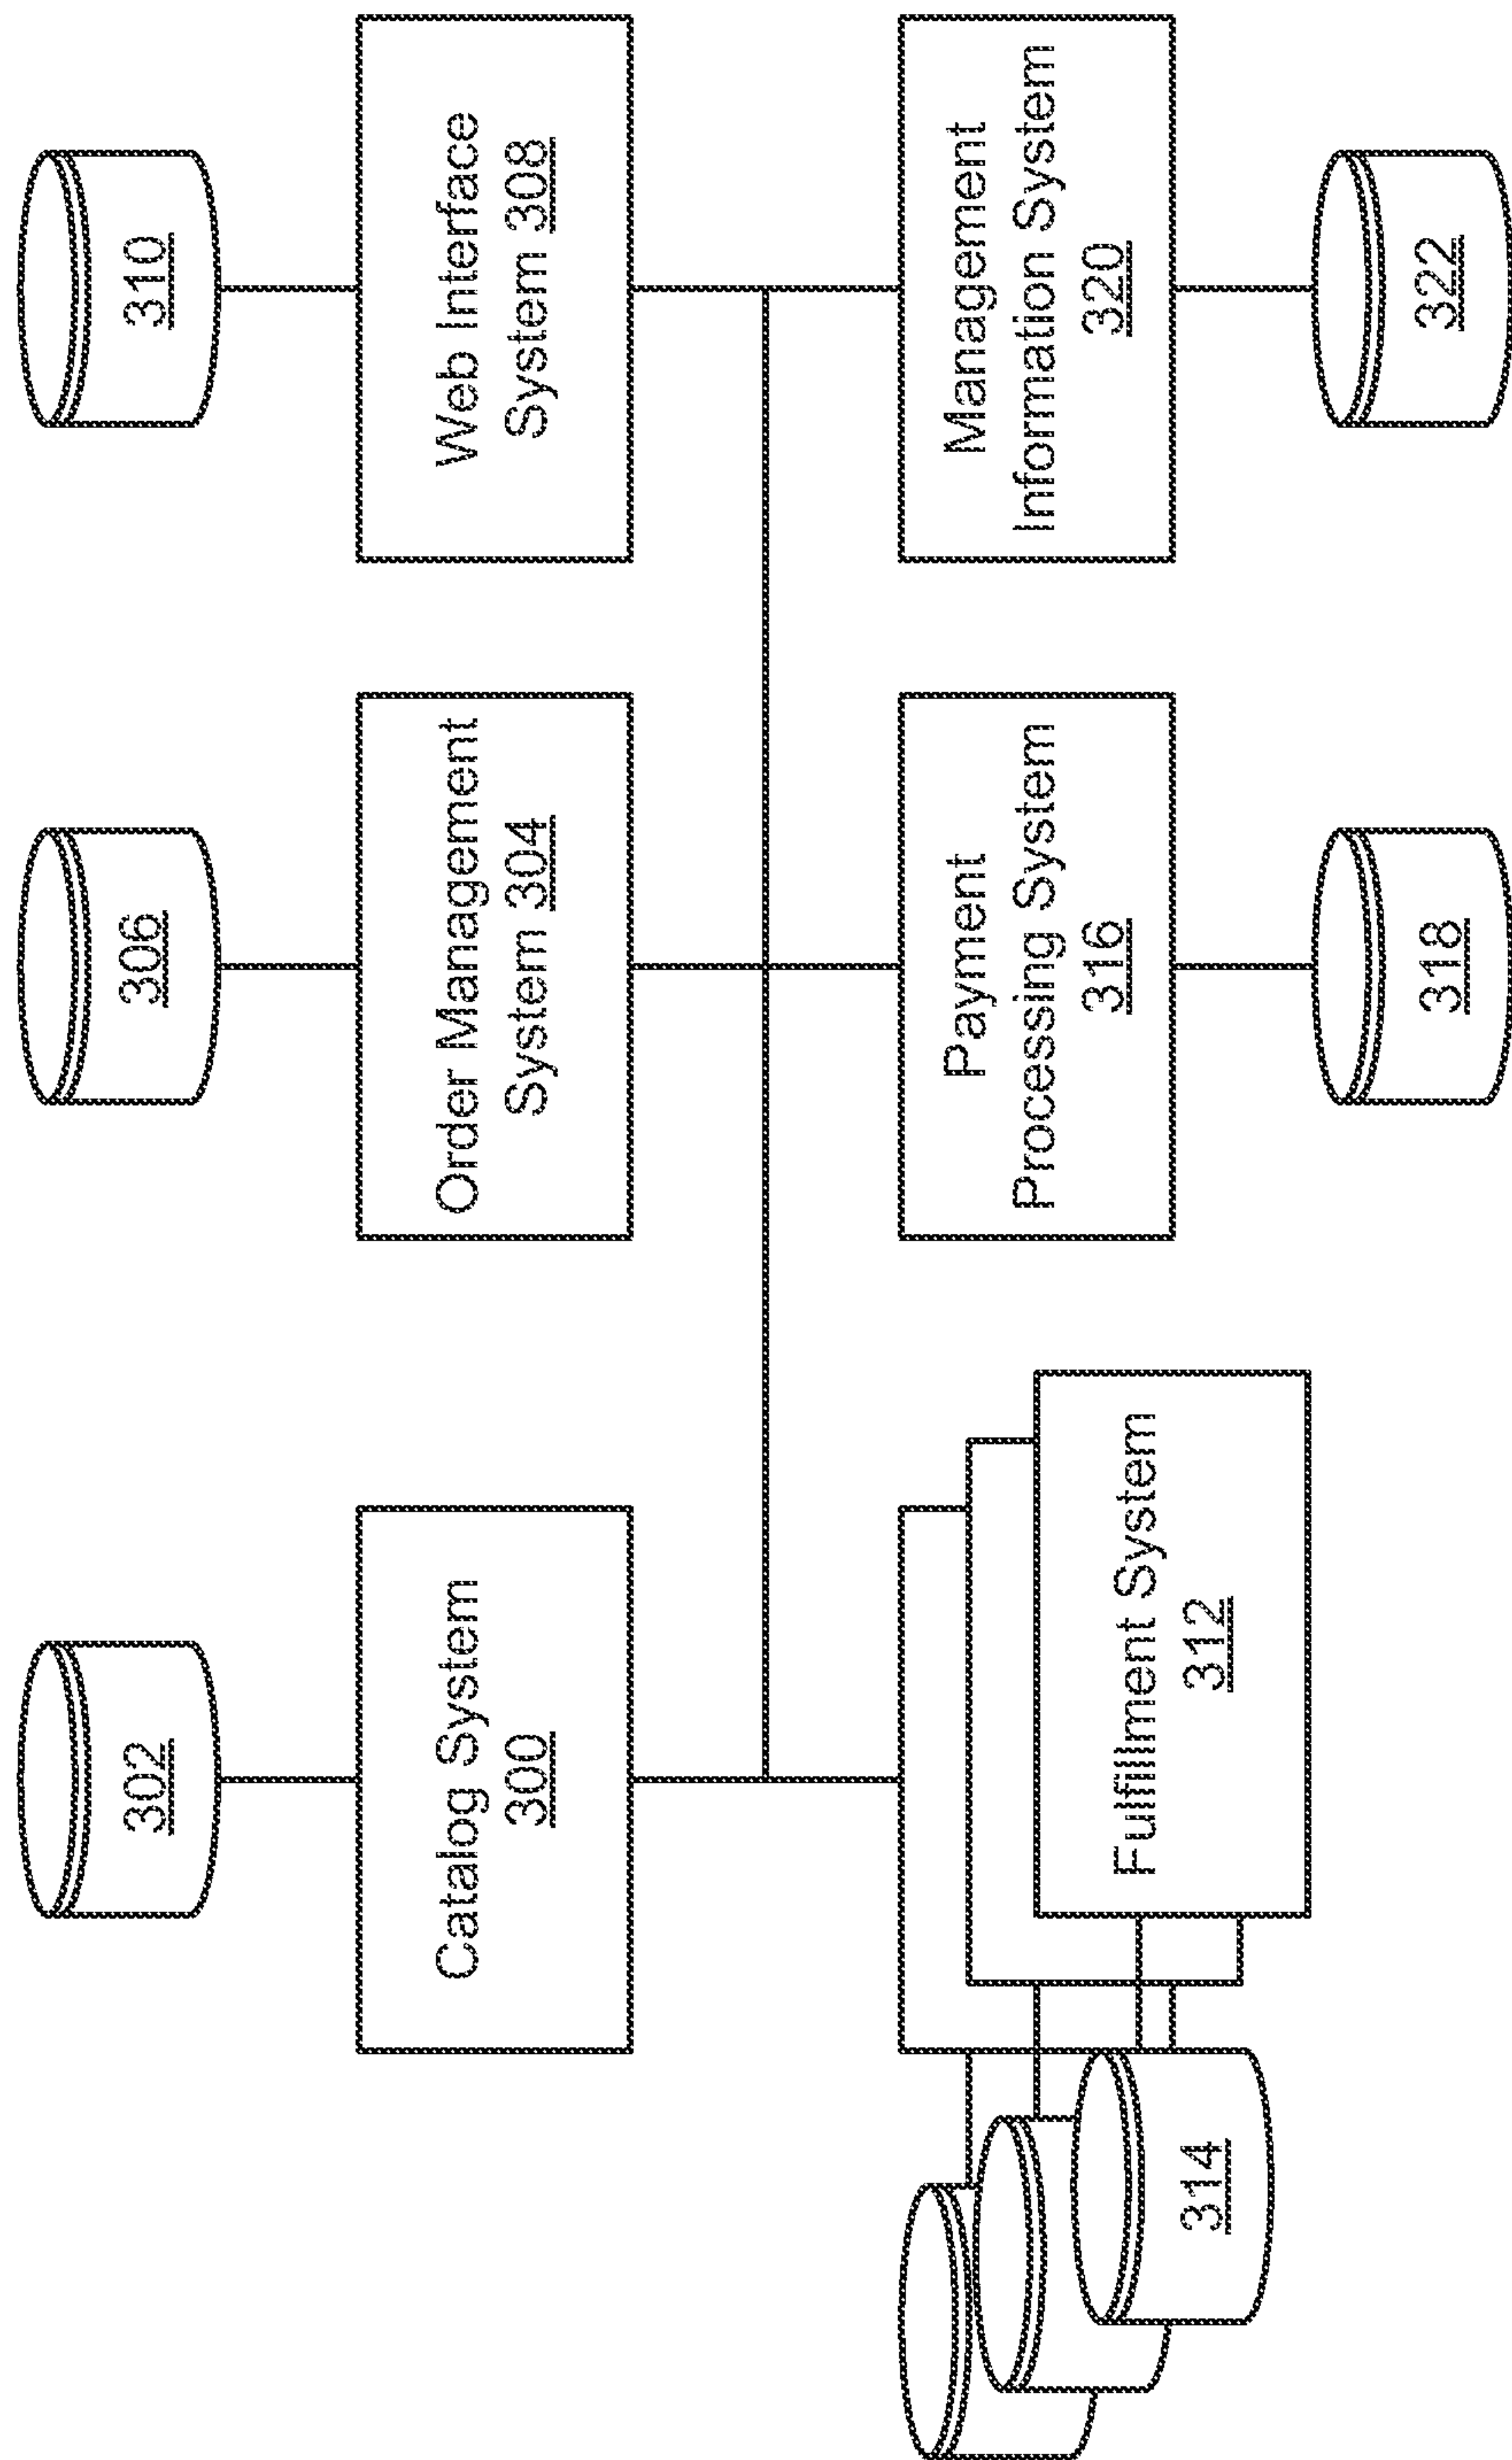 302
306
310
Catalog System
300
Order Management
System 304
Web Interface
System 308
Fulfillment System
312
314
Payment
Processing System
316
318
Management
Information System
320
322